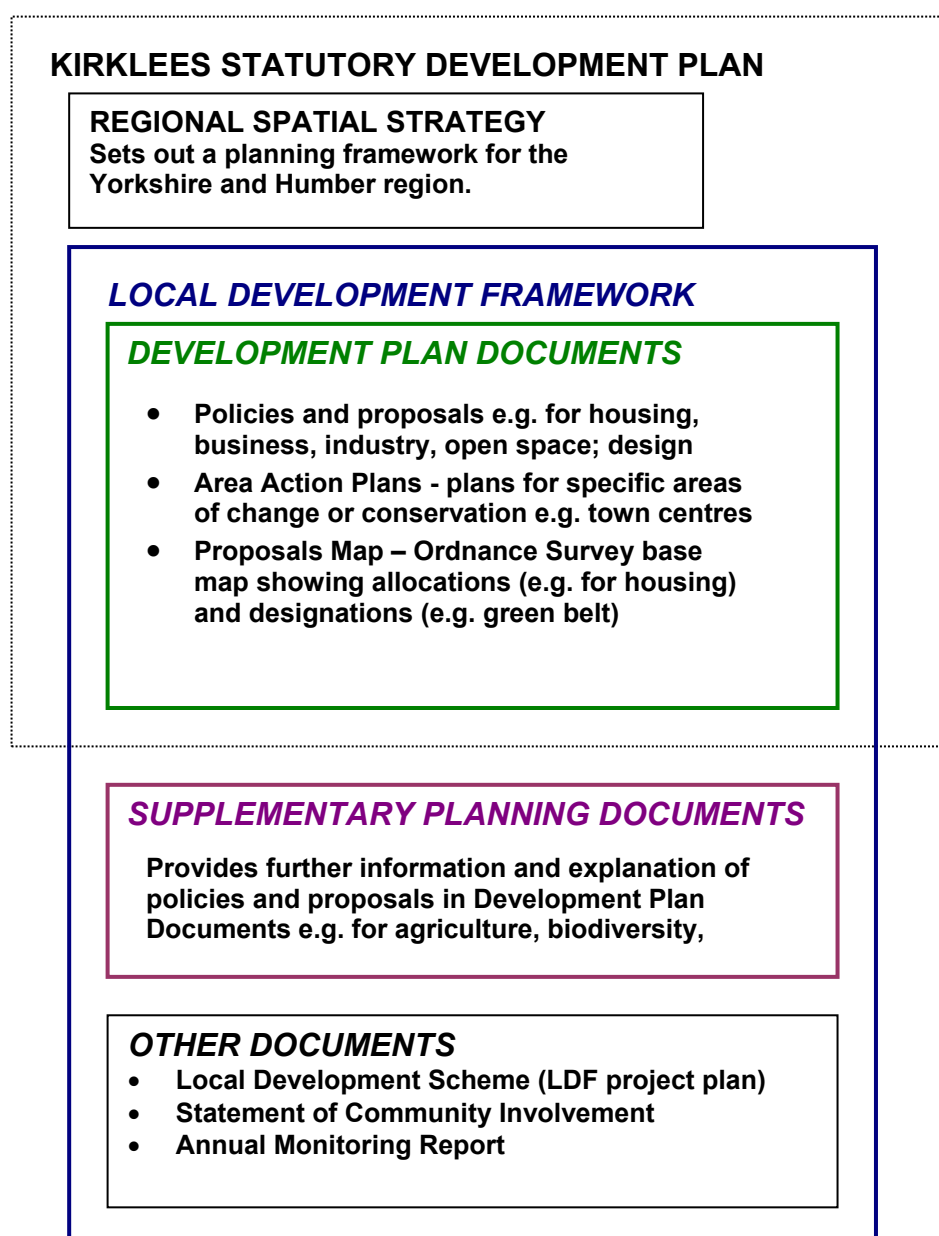 KIRKLEES STATUTORY DEVELOPMENT PLAN
REGIONAL SPATIAL STRATEGY
Sets out a planning framework for the
Yorkshire and Humber region.
LOCAL DEVELOPMENT FRAMEWORK
DEVELOPMENT PLAN DOCUMENTS
• Policies and proposals e.g. for housing,
business, industry, open space; design
• Area Action Plans - plans for specific areas
of change or conservation e.g. town centres
• Proposals Map – Ordnance Survey base
map showing allocations (e.g. for housing)
and designations (e.g. green belt)
SUPPLEMENTARY PLANNING DOCUMENTS
Provides further information and explanation of
policies and proposals in Development Plan
Documents e.g. for agriculture, biodiversity,
OTHER DOCUMENTS
• Local Development Scheme (LDF project plan)
• Statement of Community Involvement
• Annual Monitoring Report